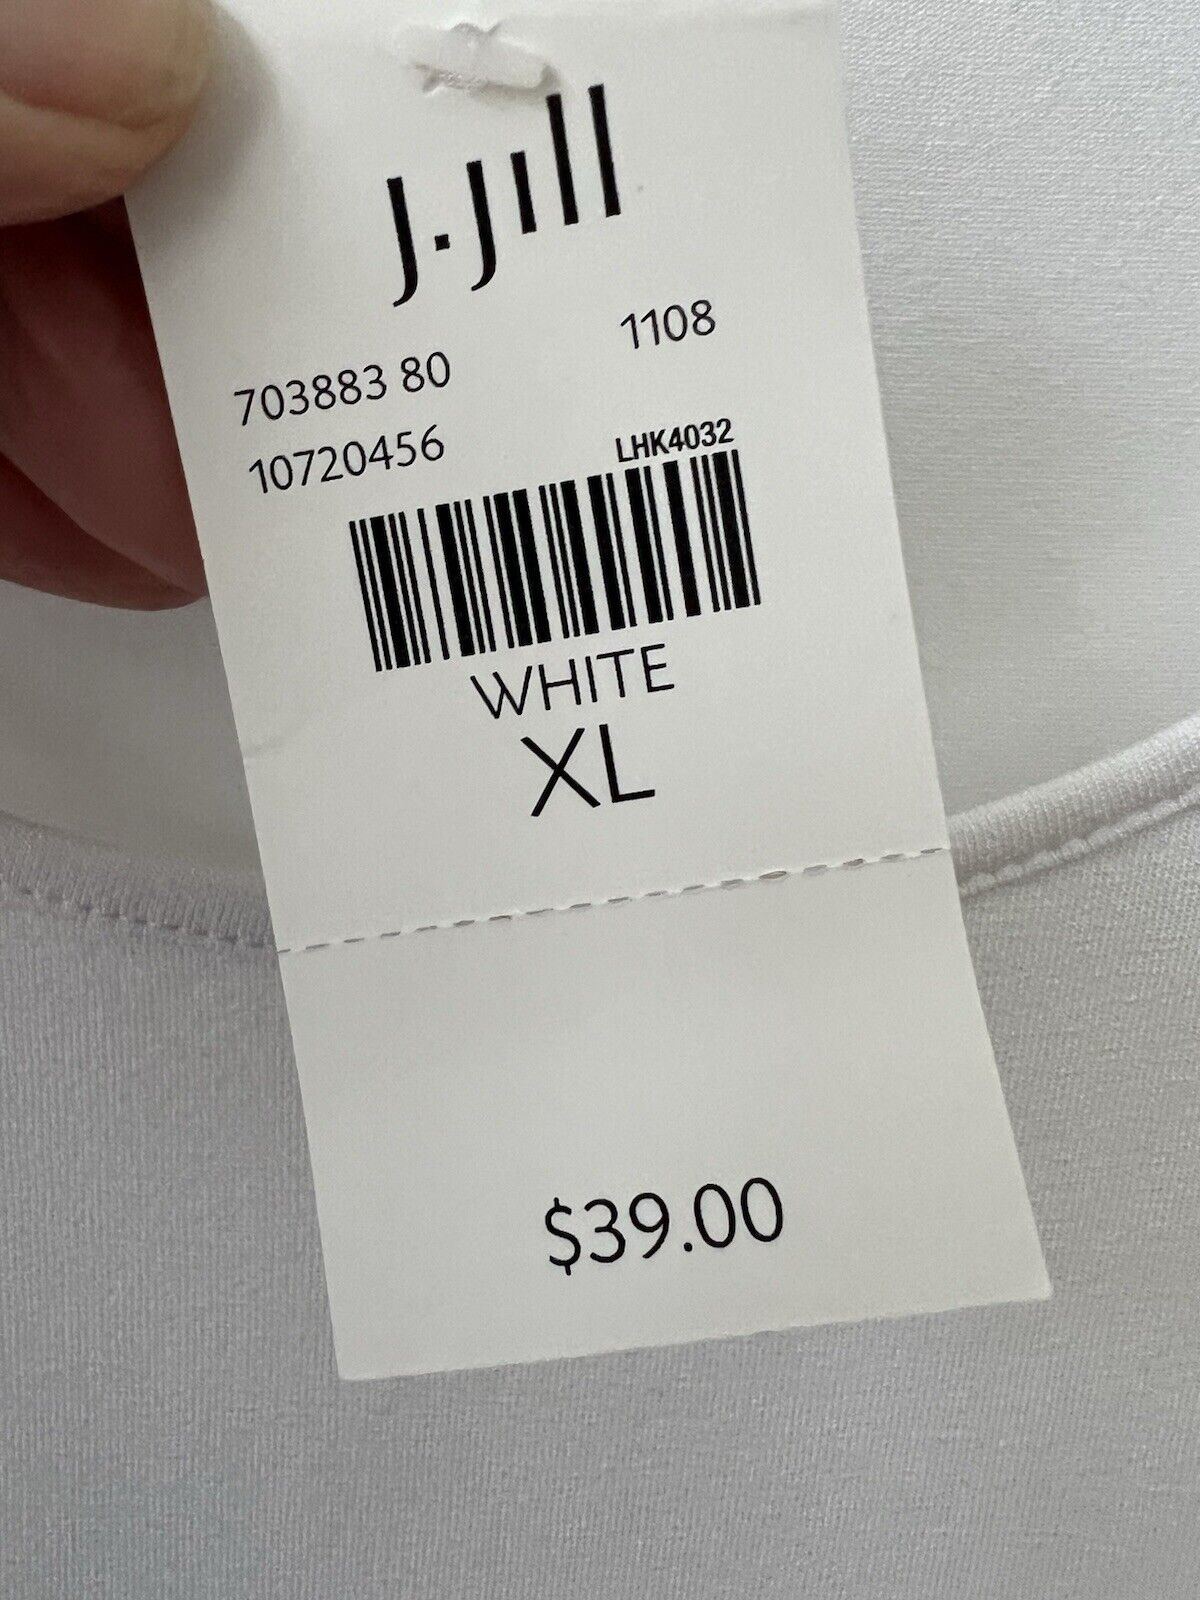 J.Jill
1108
703883 80
10720456
LHK4032
WHITE
XL
$39.00